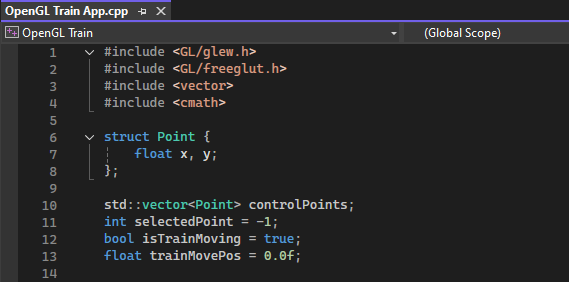 OpenGL Train App.cpp
OpenGL Train (Global Scope)
1 #include <GL/glew.h>
2 #include <GL/freeglut.h>
3 #include <vector>
4 #include <cmath>
5
6 struct Point {
7     float x, y;
8 };
9
10 std::vector<Point> controlPoints;
11 int selectedPoint = -1;
12 bool isTrainMoving = true;
13 float trainMovePos = 0.0f;
14